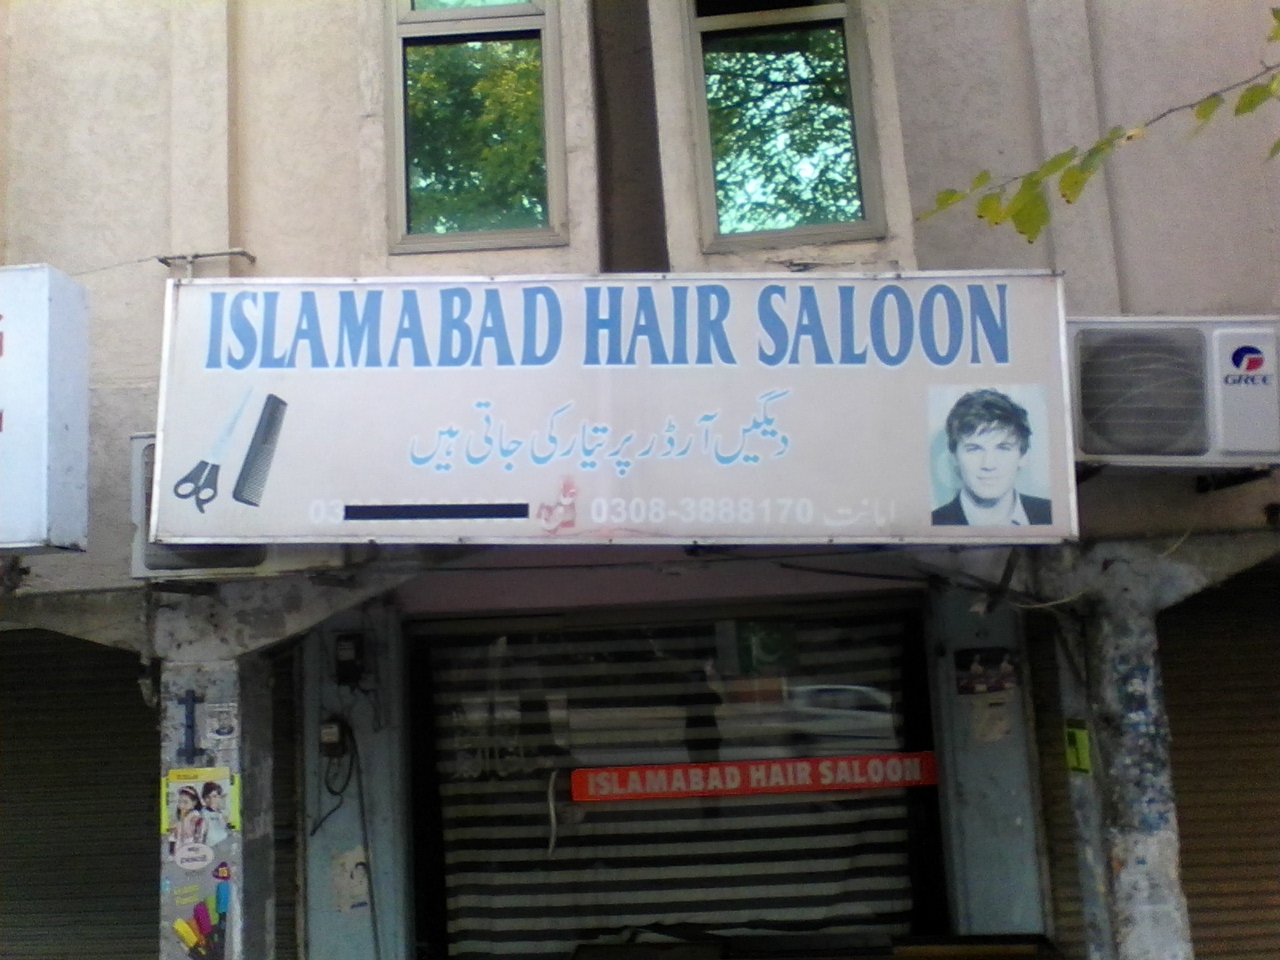 ISLAMABAD HAIR SALOON
دیگیں آرڈر پر تیار کی جاتی ہیں
0308-3888170 امانت
GREE
ISLAMABAD HAIR SALOON